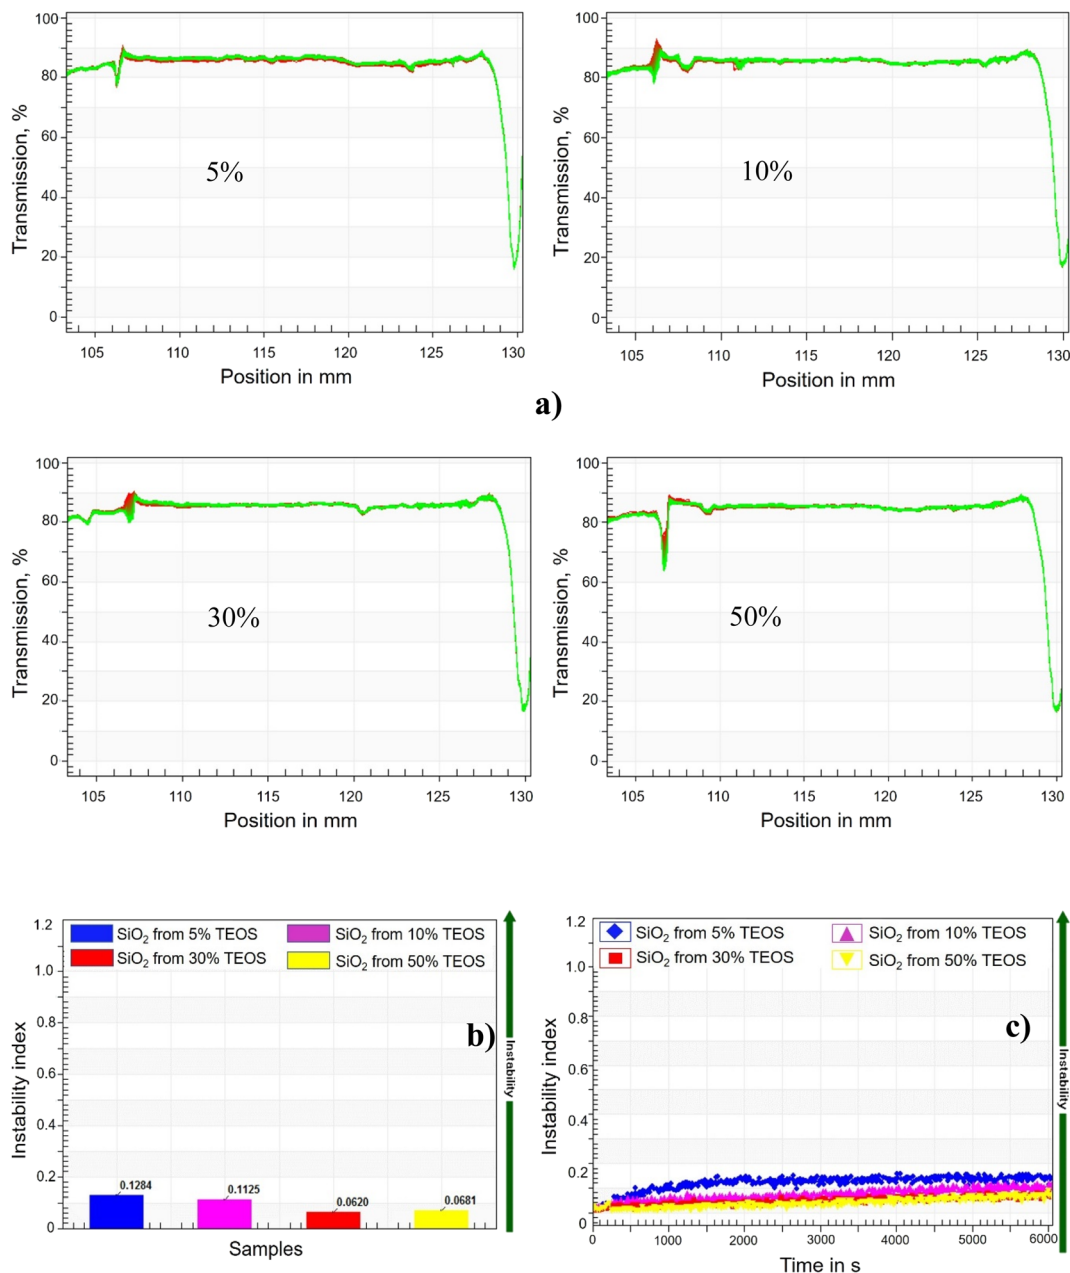 100
80
60
40
20
0
Transmission, %
5%
105 110 115 120 125 130
Position in mm
100
80
60
40
20
0
Transmission, %
10%
105 110 115 120 125 130
Position in mm
a)
100
80
60
40
20
0
Transmission, %
30%
105 110 115 120 125 130
Position in mm
100
80
60
40
20
0
Transmission, %
50%
105 110 115 120 125 130
Position in mm
1.2
1.0
0.8
0.6
0.4
0.2
0
Instability index
SiO₂ from 5% TEOS
SiO₂ from 10% TEOS
SiO₂ from 30% TEOS
SiO₂ from 50% TEOS
b)
Instability
0.1284
0.1125
0.0620
0.0681
Samples
1.2
1.0
0.8
0.6
0.4
0.2
0
Instability index
SiO₂ from 5% TEOS
SiO₂ from 10% TEOS
SiO₂ from 30% TEOS
SiO₂ from 50% TEOS
c)
Instability
0 1000 2000 3000 4000 5000 6000
Time in s